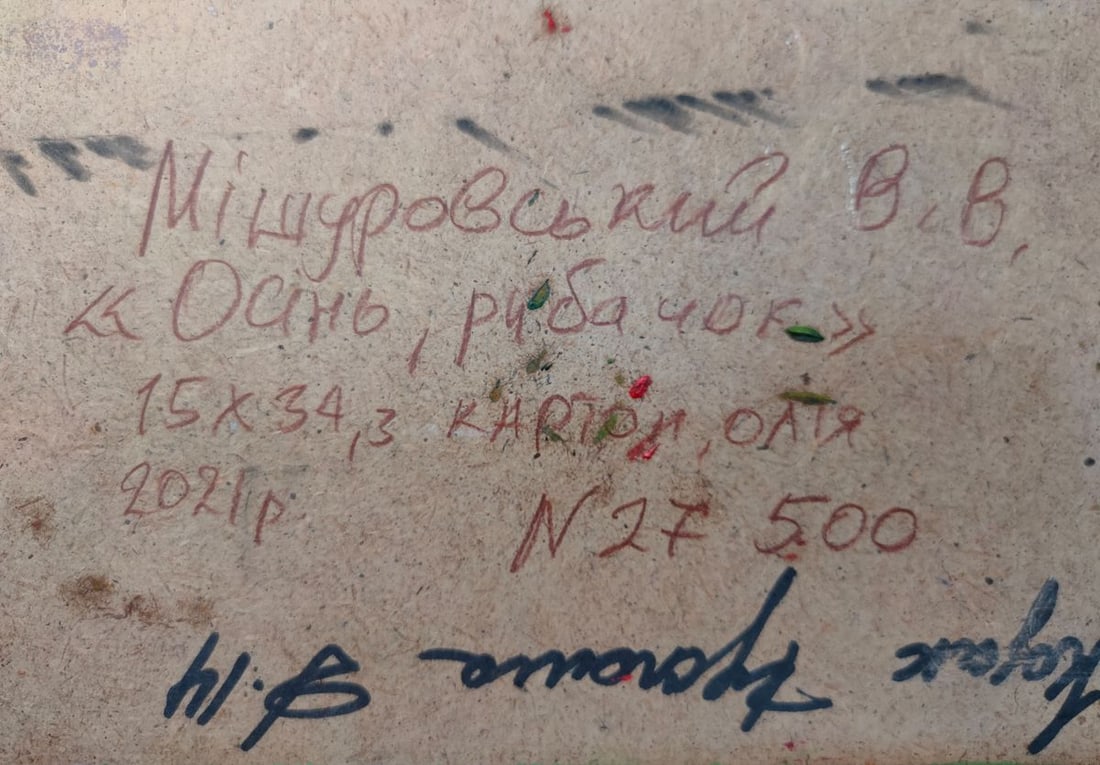 Мішуровський В.В.
«Осінь, рибачок»
15х34,3 картон, олія
2021р. N27 500